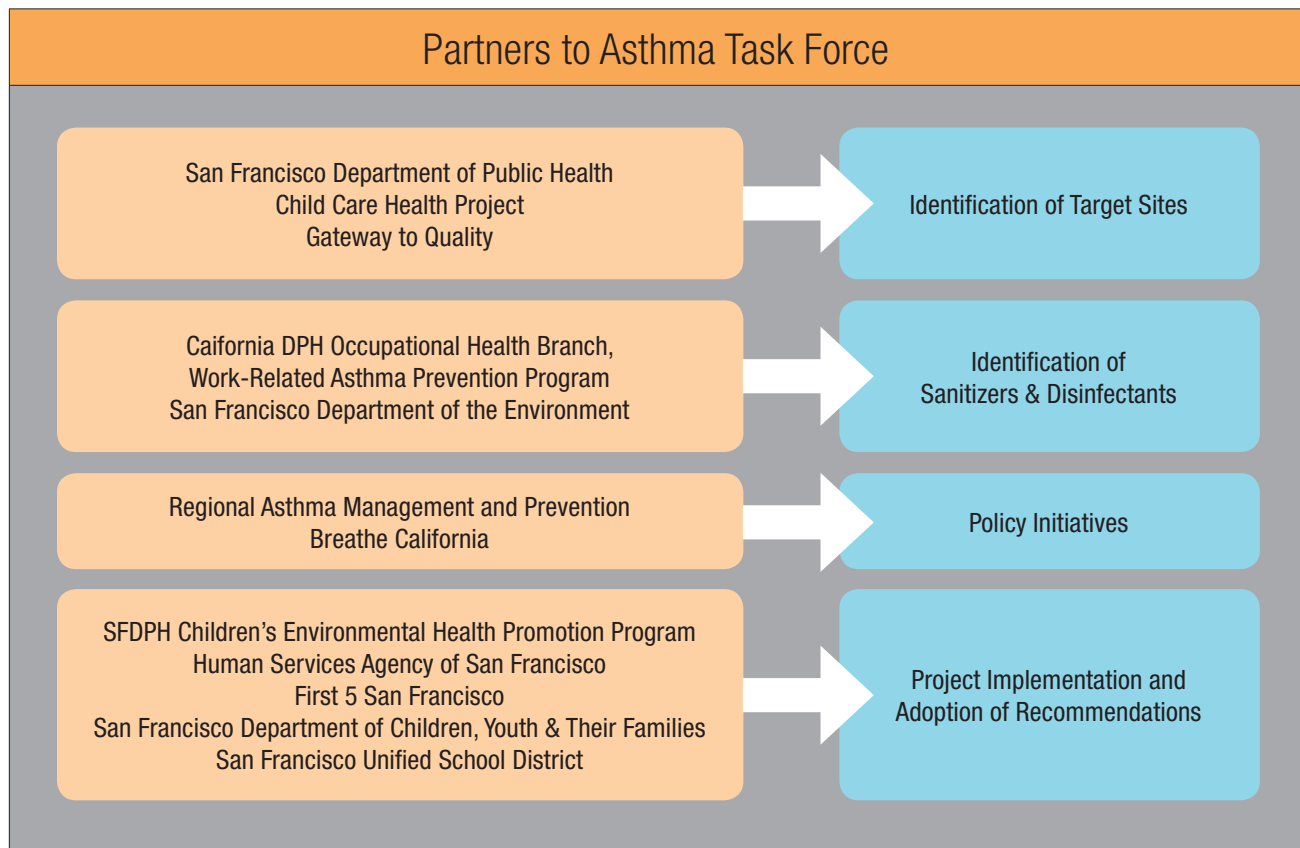 Partners to Asthma Task Force
San Francisco Department of Public Health
Child Care Health Project
Gateway to Quality
Identification of Target Sites
Caifornia DPH Occupational Health Branch,
Work-Related Asthma Prevention Program
San Francisco Department of the Environment
Identification of
Sanitizers & Disinfectants
Regional Asthma Management and Prevention
Breathe California
Policy Initiatives
SFDPH Children’s Environmental Health Promotion Program
Human Services Agency of San Francisco
First 5 San Francisco
San Francisco Department of Children, Youth & Their Families
San Francisco Unified School District
Project Implementation and
Adoption of Recommendations